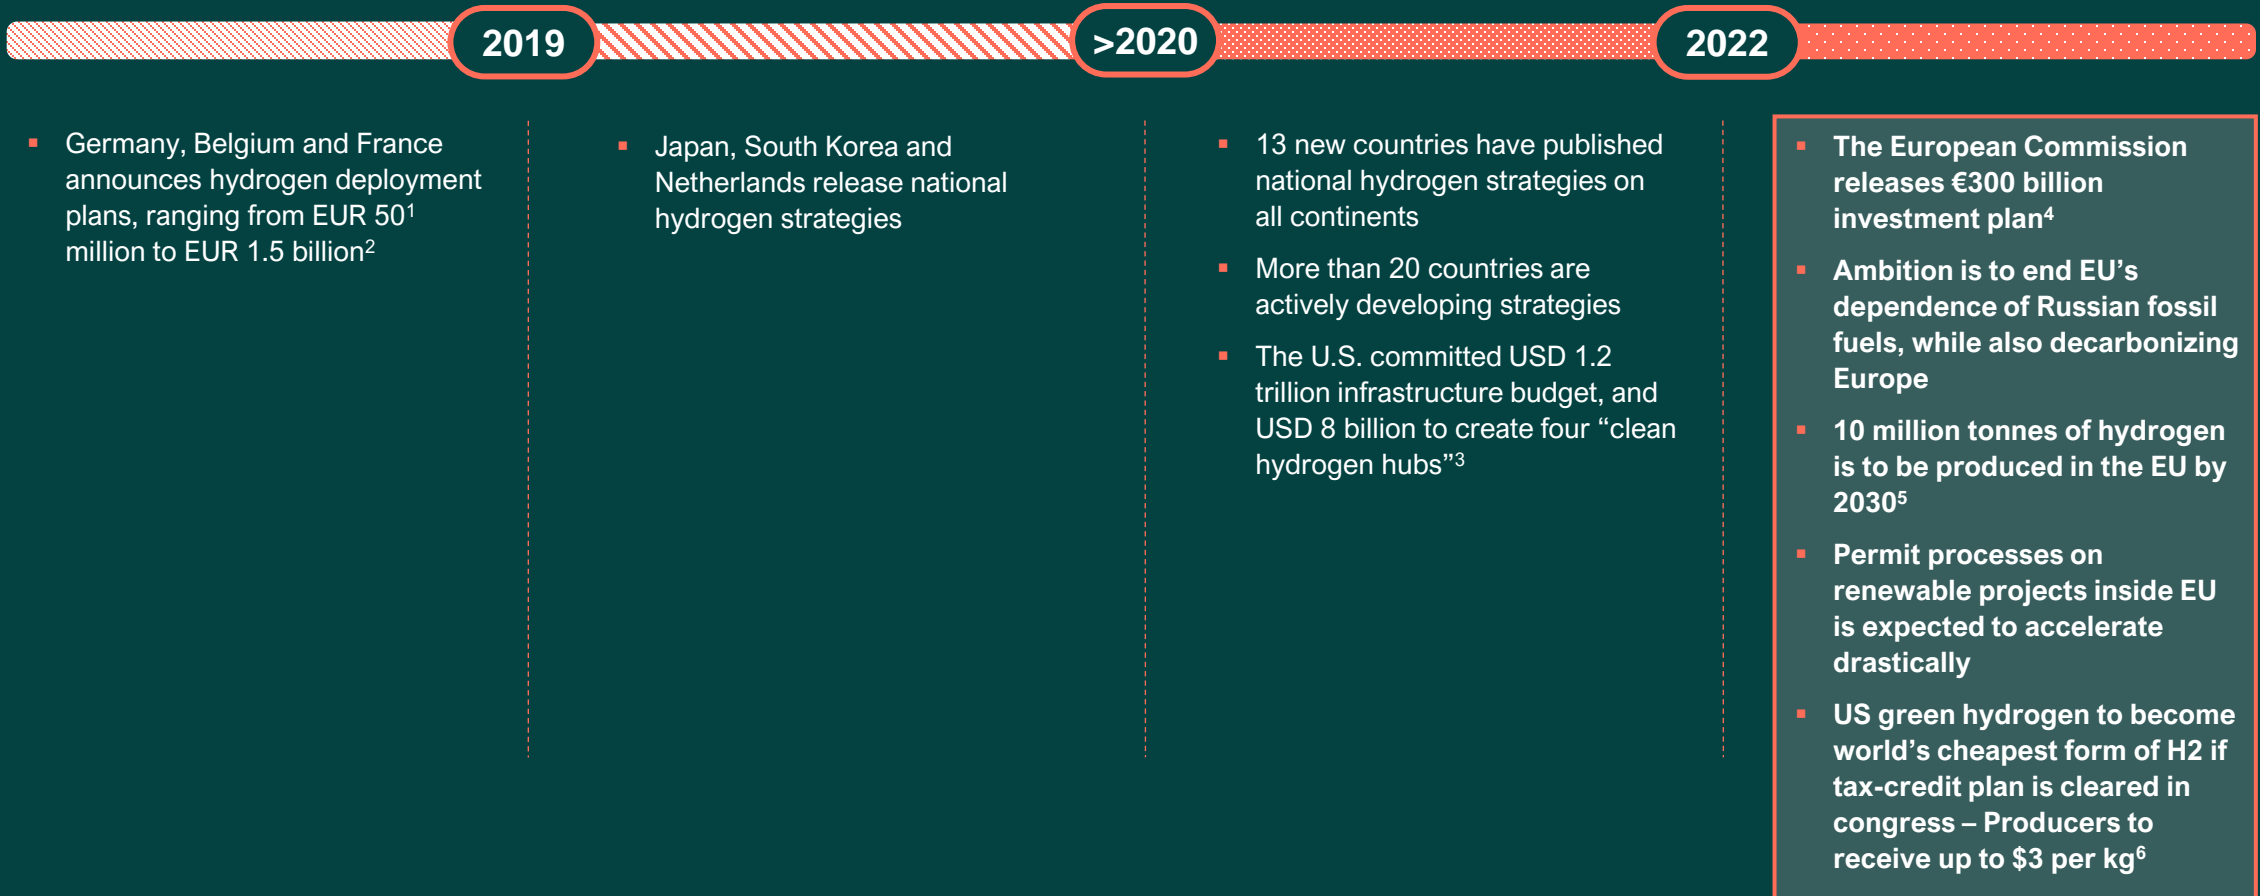 2019
>2020
2022
▪ Germany, Belgium and France
announces hydrogen deployment
plans, ranging from EUR 50¹
million to EUR 1.5 billion²
▪ Japan, South Korea and
Netherlands release national
hydrogen strategies
▪ 13 new countries have published
national hydrogen strategies on
all continents
▪ More than 20 countries are
actively developing strategies
▪ The U.S. committed USD 1.2
trillion infrastructure budget, and
USD 8 billion to create four “clean
hydrogen hubs”³
▪ The European Commission
releases €300 billion
investment plan⁴
▪ Ambition is to end EU’s
dependence of Russian fossil
fuels, while also decarbonizing
Europe
▪ 10 million tonnes of hydrogen
is to be produced in the EU by
2030⁵
▪ Permit processes on
renewable projects inside EU
is expected to accelerate
drastically
▪ US green hydrogen to become
world’s cheapest form of H2 if
tax-credit plan is cleared in
congress – Producers to
receive up to $3 per kg⁶